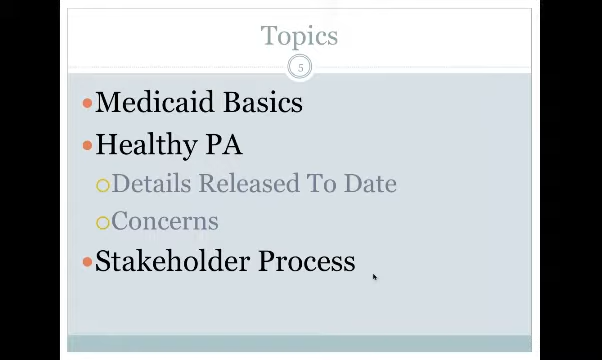 Topics
5
•Medicaid Basics
•Healthy PA
○Details Released To Date
○Concerns
•Stakeholder Process